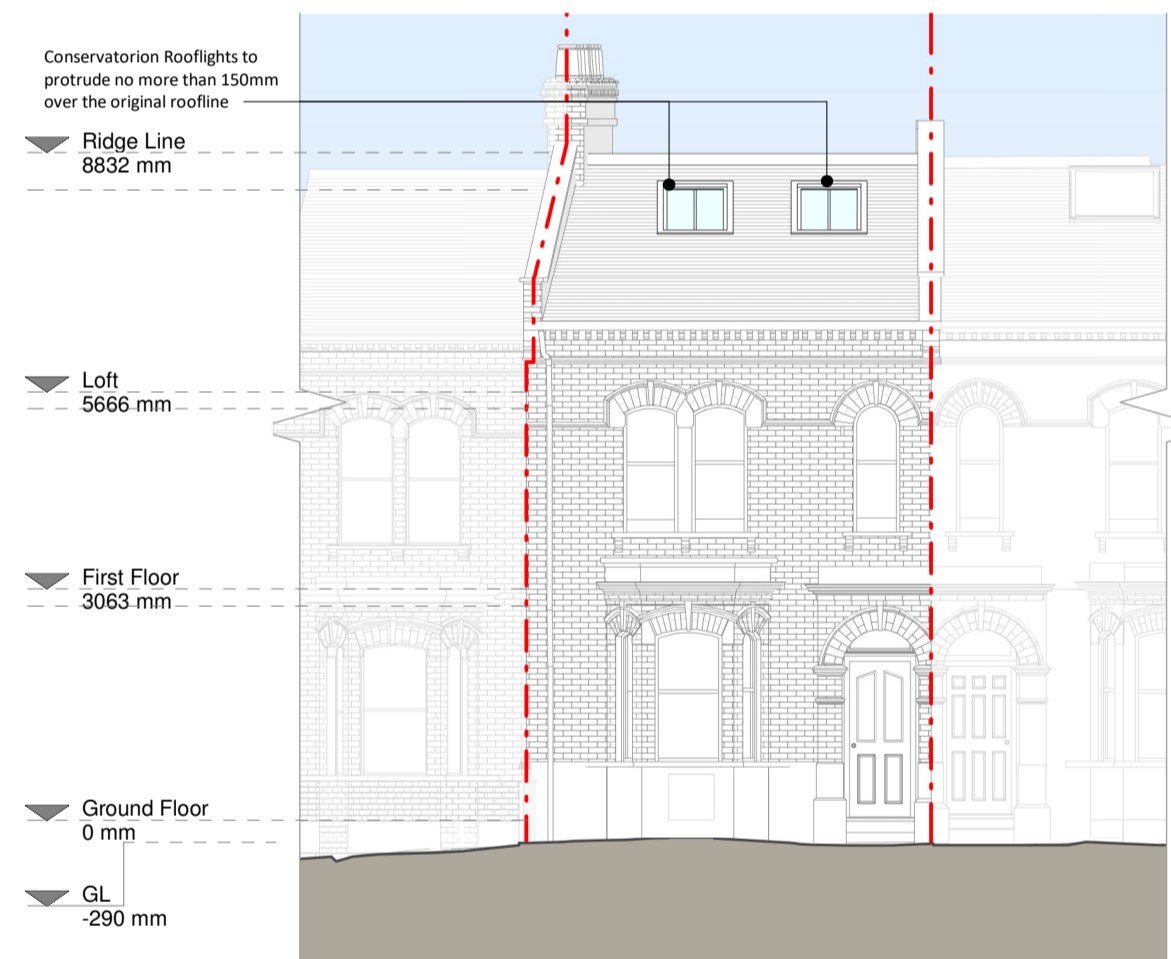 Conservatorion Rooflights to
protrude no more than 150mm
over the original roofline
Ridge Line
8832 mm
Loft
5666 mm
First Floor
3063 mm
Ground Floor
0 mm
GL
-290 mm